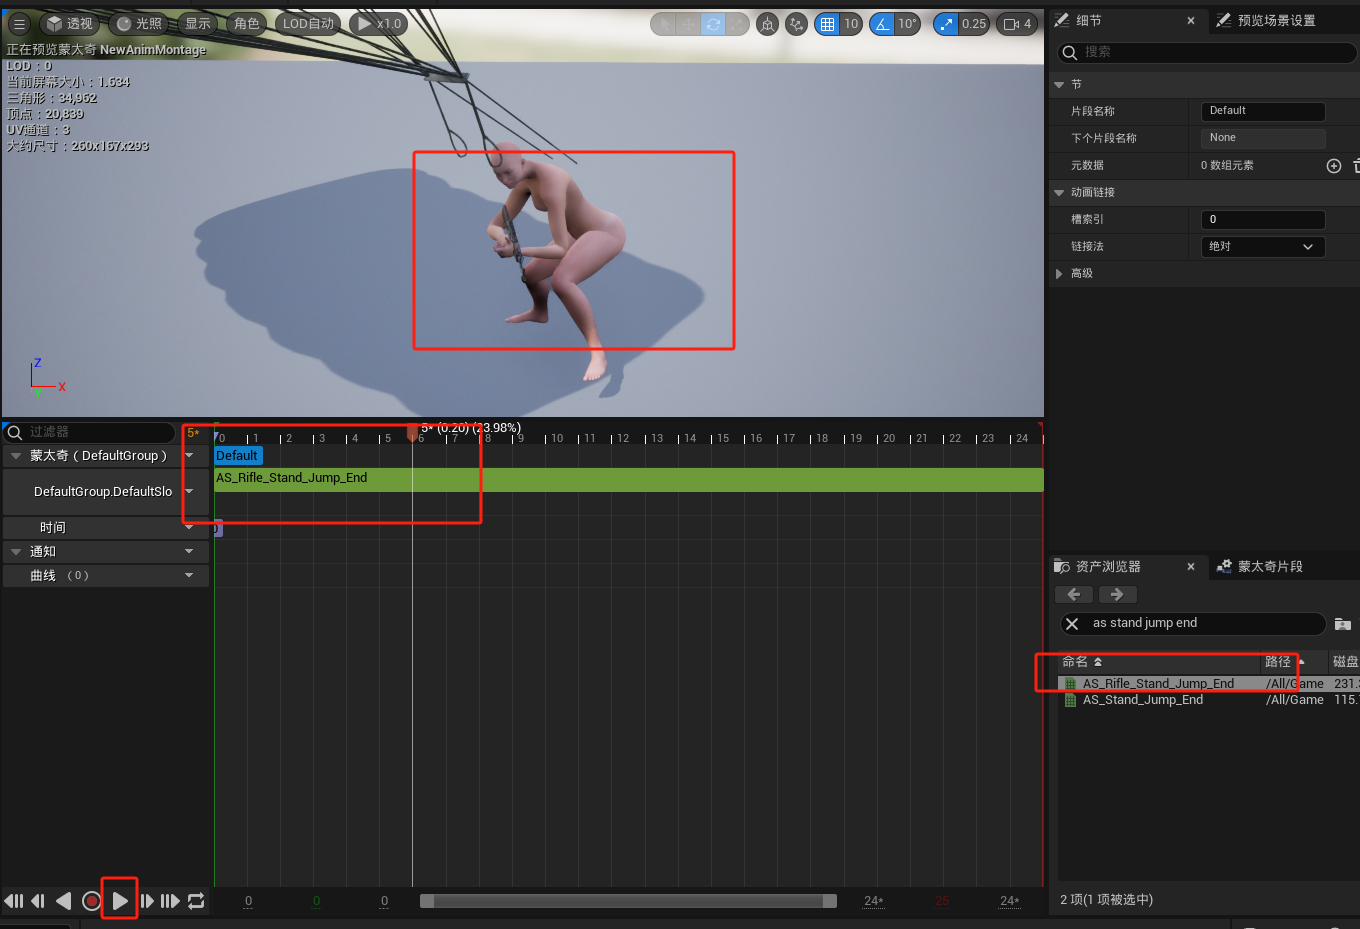 透视 光照 显示 角色 LOD自动 x1.0 10 10° 0.25 4
正在预览蒙太奇 NewAnimMontage
LOD：0
当前屏幕大小：1.634
三角形：34,962
顶点：20,839
UV通道：3
大约尺寸：260x167x293
Z
X
Y
过滤器 5*
5* (0.20) (23.98%)
0 1 2 3 4 5 6 7 8 9 10 11 12 13 14 15 16 17 18 19 20 21 22 23 24
蒙太奇（DefaultGroup） Default
DefaultGroup.DefaultSlo AS_Rifle_Stand_Jump_End
时间
通知
曲线 （0）
0 0 0 24* 25 24*
细节 预览场景设置
搜索
节
片段名称 Default
下个片段名称 None
元数据 0 数组元素
动画链接
槽索引 0
链接法 绝对
高级
资产浏览器 蒙太奇片段
as stand jump end
命名 路径 磁盘
AS_Rifle_Stand_Jump_End /All/Game 231.
AS_Stand_Jump_End /All/Game 115.
2 项(1 项被选中)